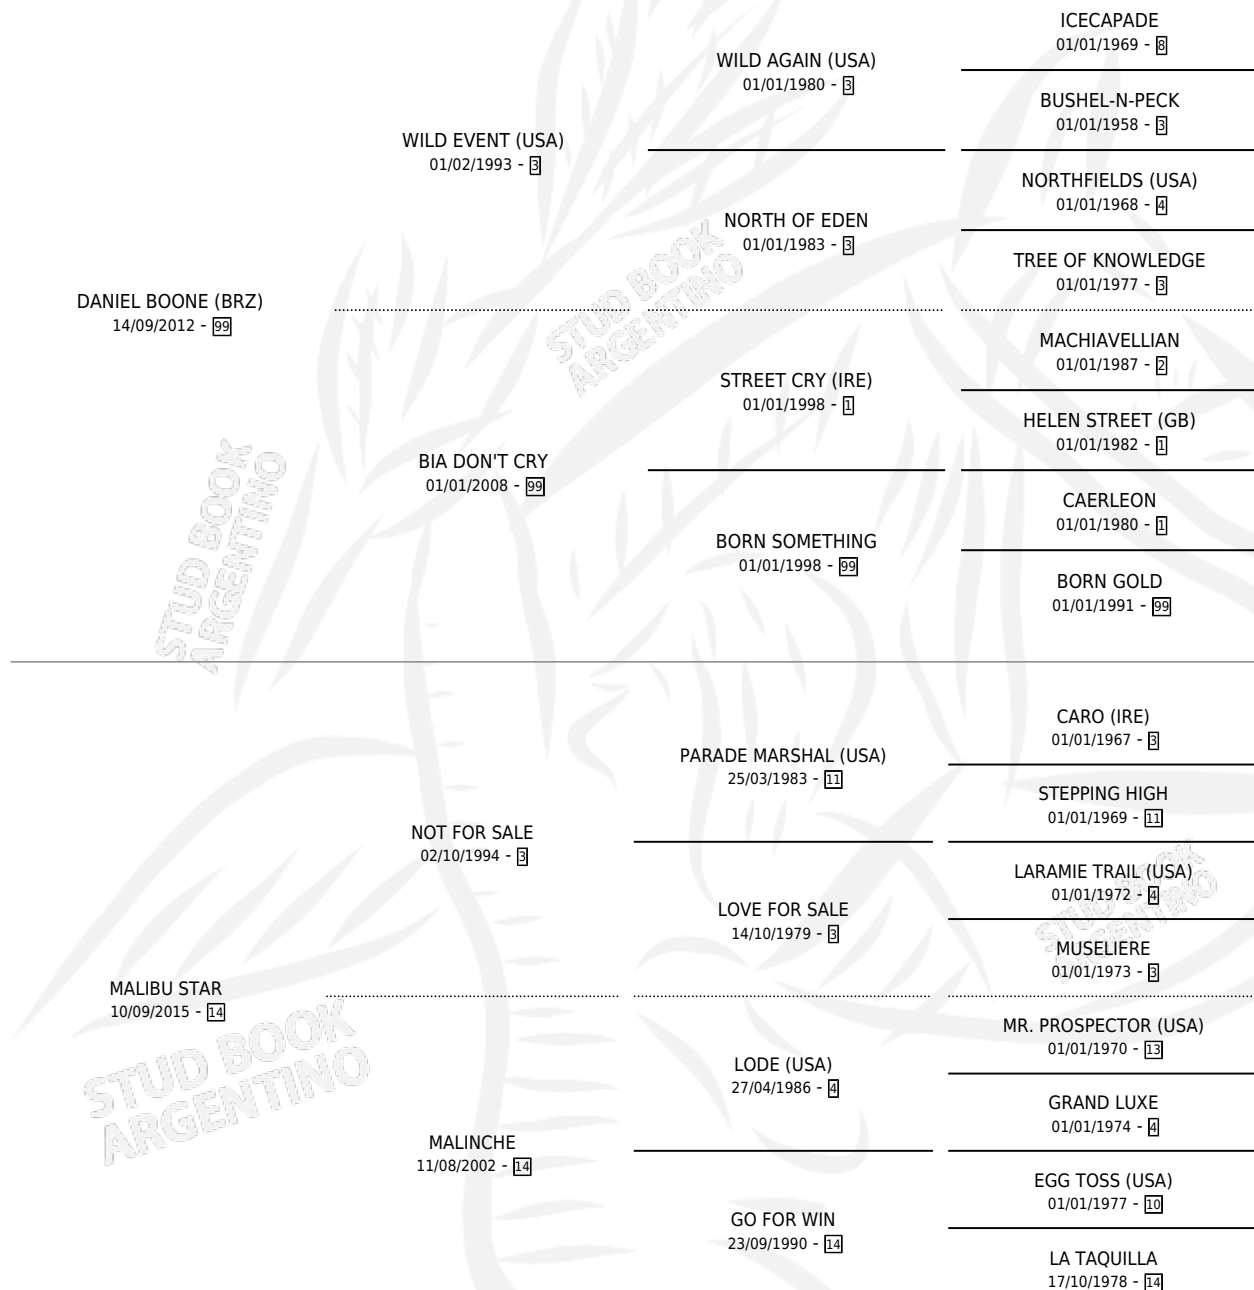 ICECAPADE
01/01/1969 - 8
WILD AGAIN (USA)
01/01/1980 - 3
BUSHEL-N-PECK
01/01/1958 - 3
WILD EVENT (USA)
01/02/1993 - 3
NORTHFIELDS (USA)
01/01/1968 - 4
NORTH OF EDEN
01/01/1983 - 3
TREE OF KNOWLEDGE
01/01/1977 - 3
DANIEL BOONE (BRZ)
14/09/2012 - 99
STUD BOOK
ARGENTINO
MACHIAVELLIAN
01/01/1987 - 2
STREET CRY (IRE)
01/01/1998 - 1
HELEN STREET (GB)
01/01/1982 - 1
BIA DON'T CRY
01/01/2008 - 99
CAERLEON
01/01/1980 - 1
BORN SOMETHING
01/01/1998 - 99
BORN GOLD
01/01/1991 - 99
STUD BOOK
ARGENTINO
CARO (IRE)
01/01/1967 - 3
PARADE MARSHAL (USA)
25/03/1983 - 11
STEPPING HIGH
01/01/1969 - 11
NOT FOR SALE
02/10/1994 - 3
LARAMIE TRAIL (USA)
01/01/1972 - 4
LOVE FOR SALE
14/10/1979 - 3
MUSELIERE
01/01/1973 - 3
STUD BOOK
ARGENTINO
MALIBU STAR
10/09/2015 - 14
MR. PROSPECTOR (USA)
01/01/1970 - 13
LODE (USA)
27/04/1986 - 4
GRAND LUXE
01/01/1974 - 4
STUD BOOK
ARGENTINO
MALINCHE
11/08/2002 - 14
EGG TOSS (USA)
01/01/1977 - 10
GO FOR WIN
23/09/1990 - 14
LA TAQUILLA
17/10/1978 - 14